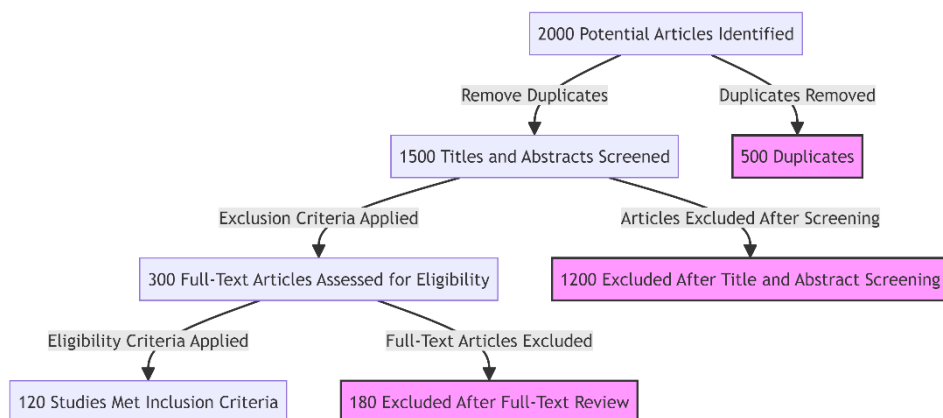 2000 Potential Articles Identified
Remove Duplicates
Duplicates Removed
1500 Titles and Abstracts Screened
500 Duplicates
Exclusion Criteria Applied
Articles Excluded After Screening
300 Full-Text Articles Assessed for Eligibility
1200 Excluded After Title and Abstract Screening
Eligibility Criteria Applied
Full-Text Articles Excluded
120 Studies Met Inclusion Criteria
180 Excluded After Full-Text Review